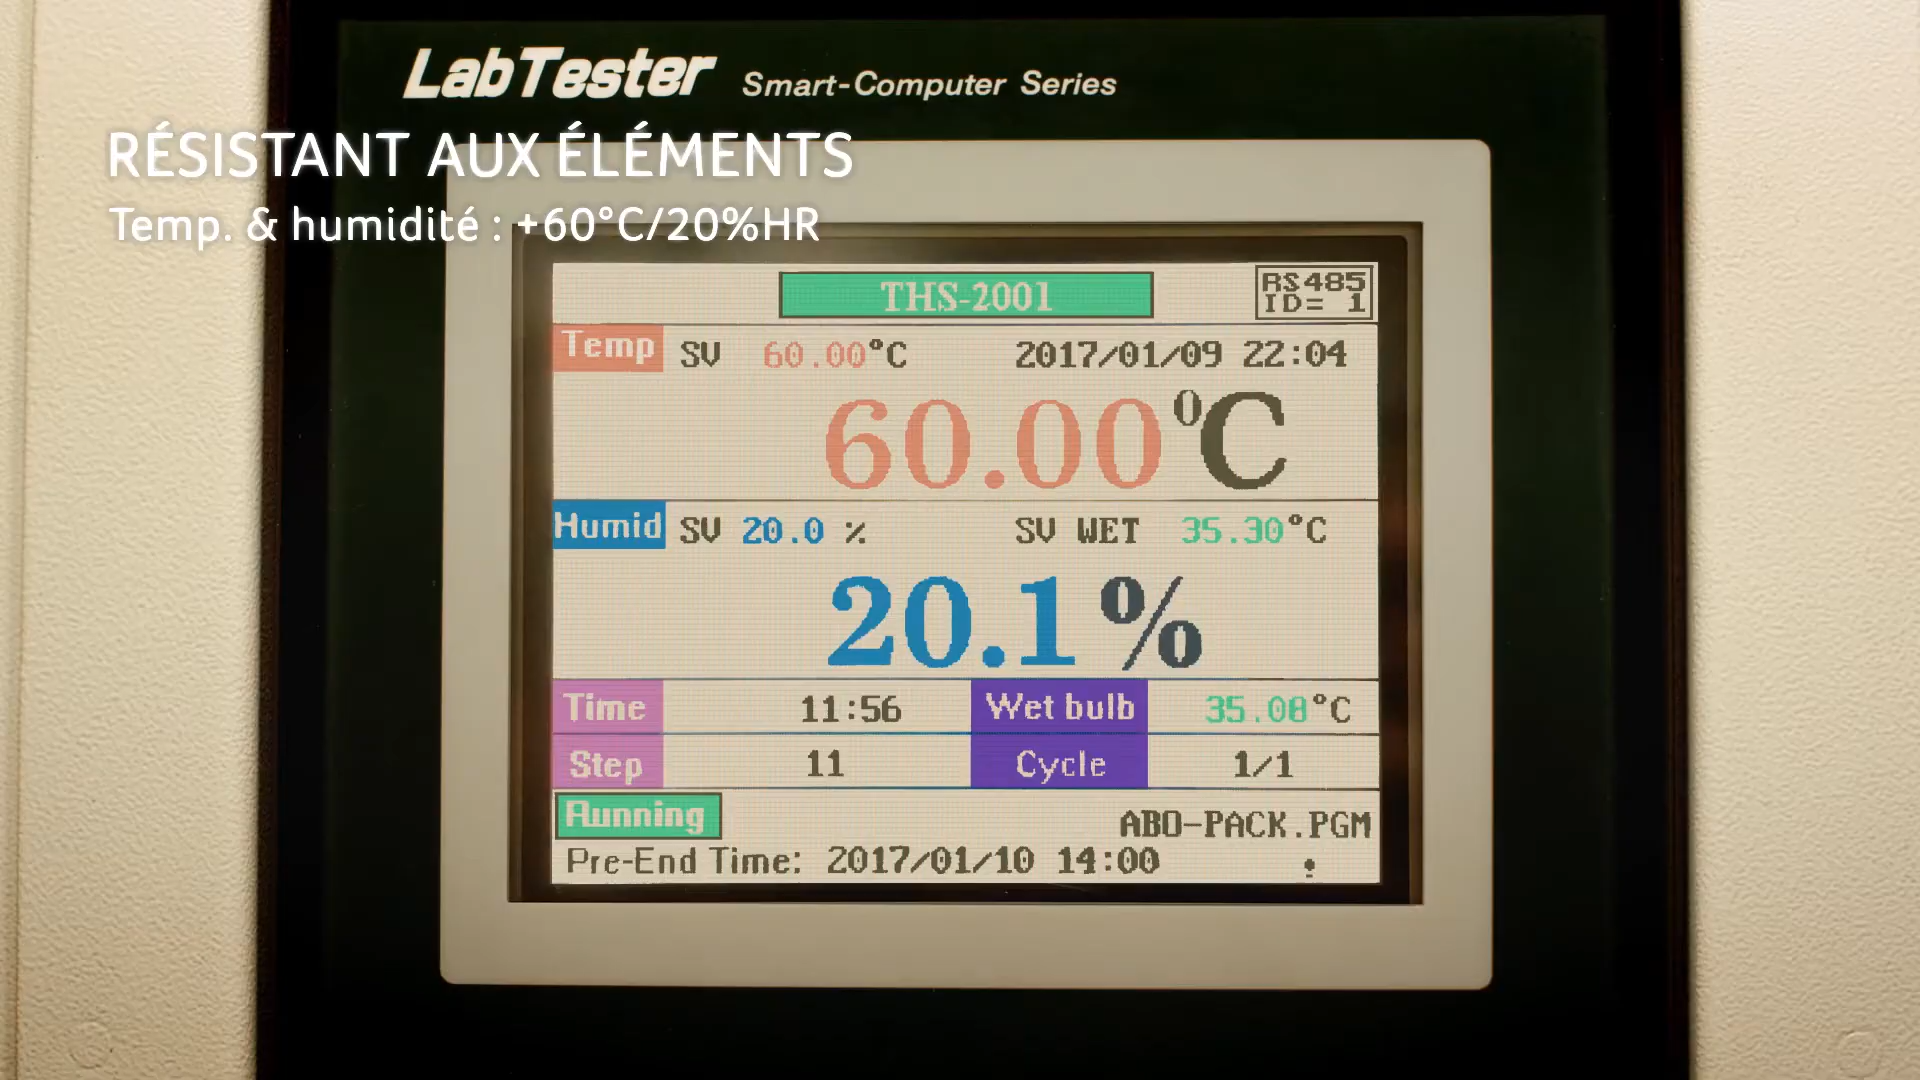 LabTester Smart-Computer Series
RÉSISTANT AUX ÉLÉMENTS
Temp. & humidité : +60°C/20%HR
THS-2001
RS485
ID= 1
Temp SV 60.00°C 2017/01/09 22:04
60.00°C
Humid SV 20.0 % SV WET 35.30°C
20.1%
Time 11:56 Wet bulb 35.08°C
Step 11 Cycle 1/1
Running
ABO-PACK.PGM
Pre-End Time: 2017/01/10 14:00